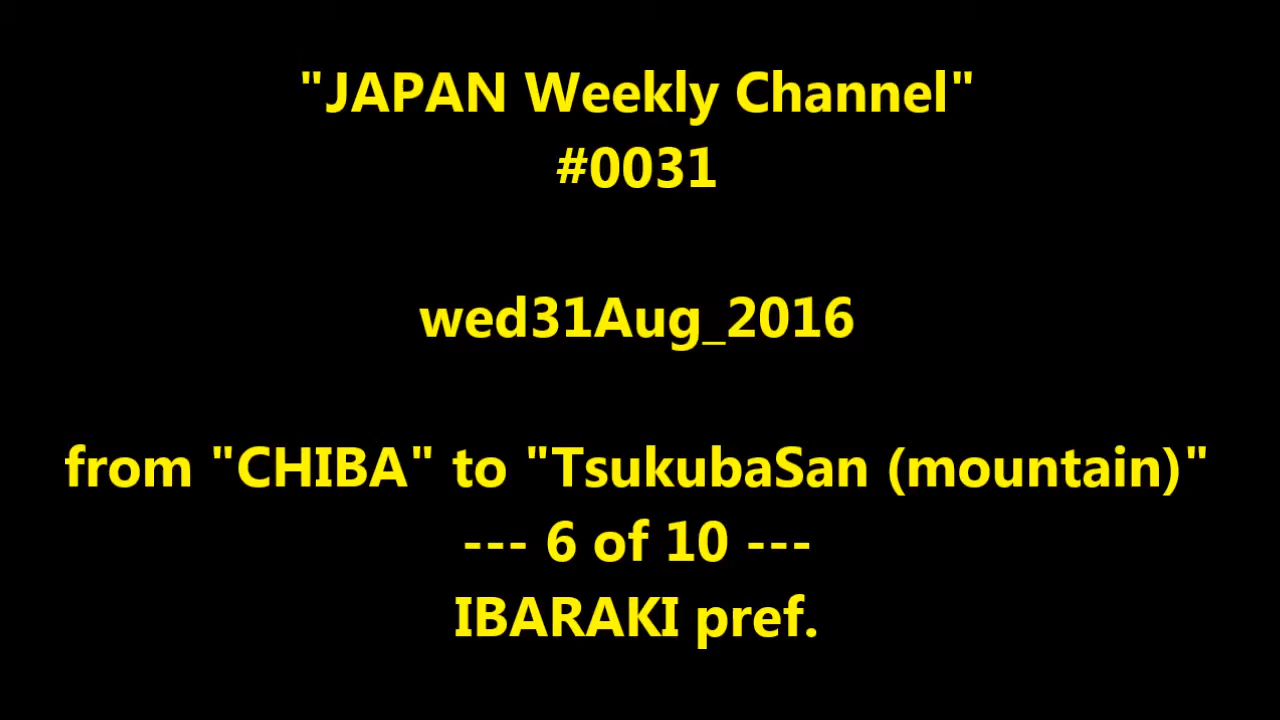 "JAPAN Weekly Channel"
#0031
wed31Aug_2016
from "CHIBA" to "TsukubaSan (mountain)"
--- 6 of 10 ---
IBARAKI pref.